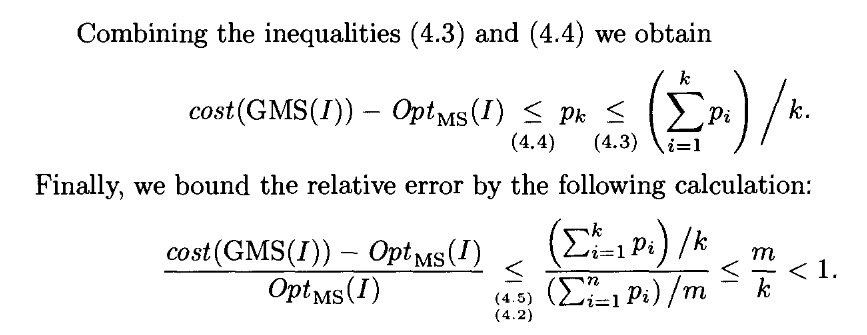 Combining the inequalities (4.3) and (4.4) we obtain
cost(GMS(I)) − Opt_MS(I) ≤_(4.4) p_k ≤_(4.3) (∑_{i=1}^{k} p_i) / k.
Finally, we bound the relative error by the following calculation:
(cost(GMS(I)) − Opt_MS(I)) / Opt_MS(I) ≤_(4.5)(4.2) ((∑_{i=1}^{k} p_i) / k) / ((∑_{i=1}^{n} p_i) / m) ≤ m/k < 1.